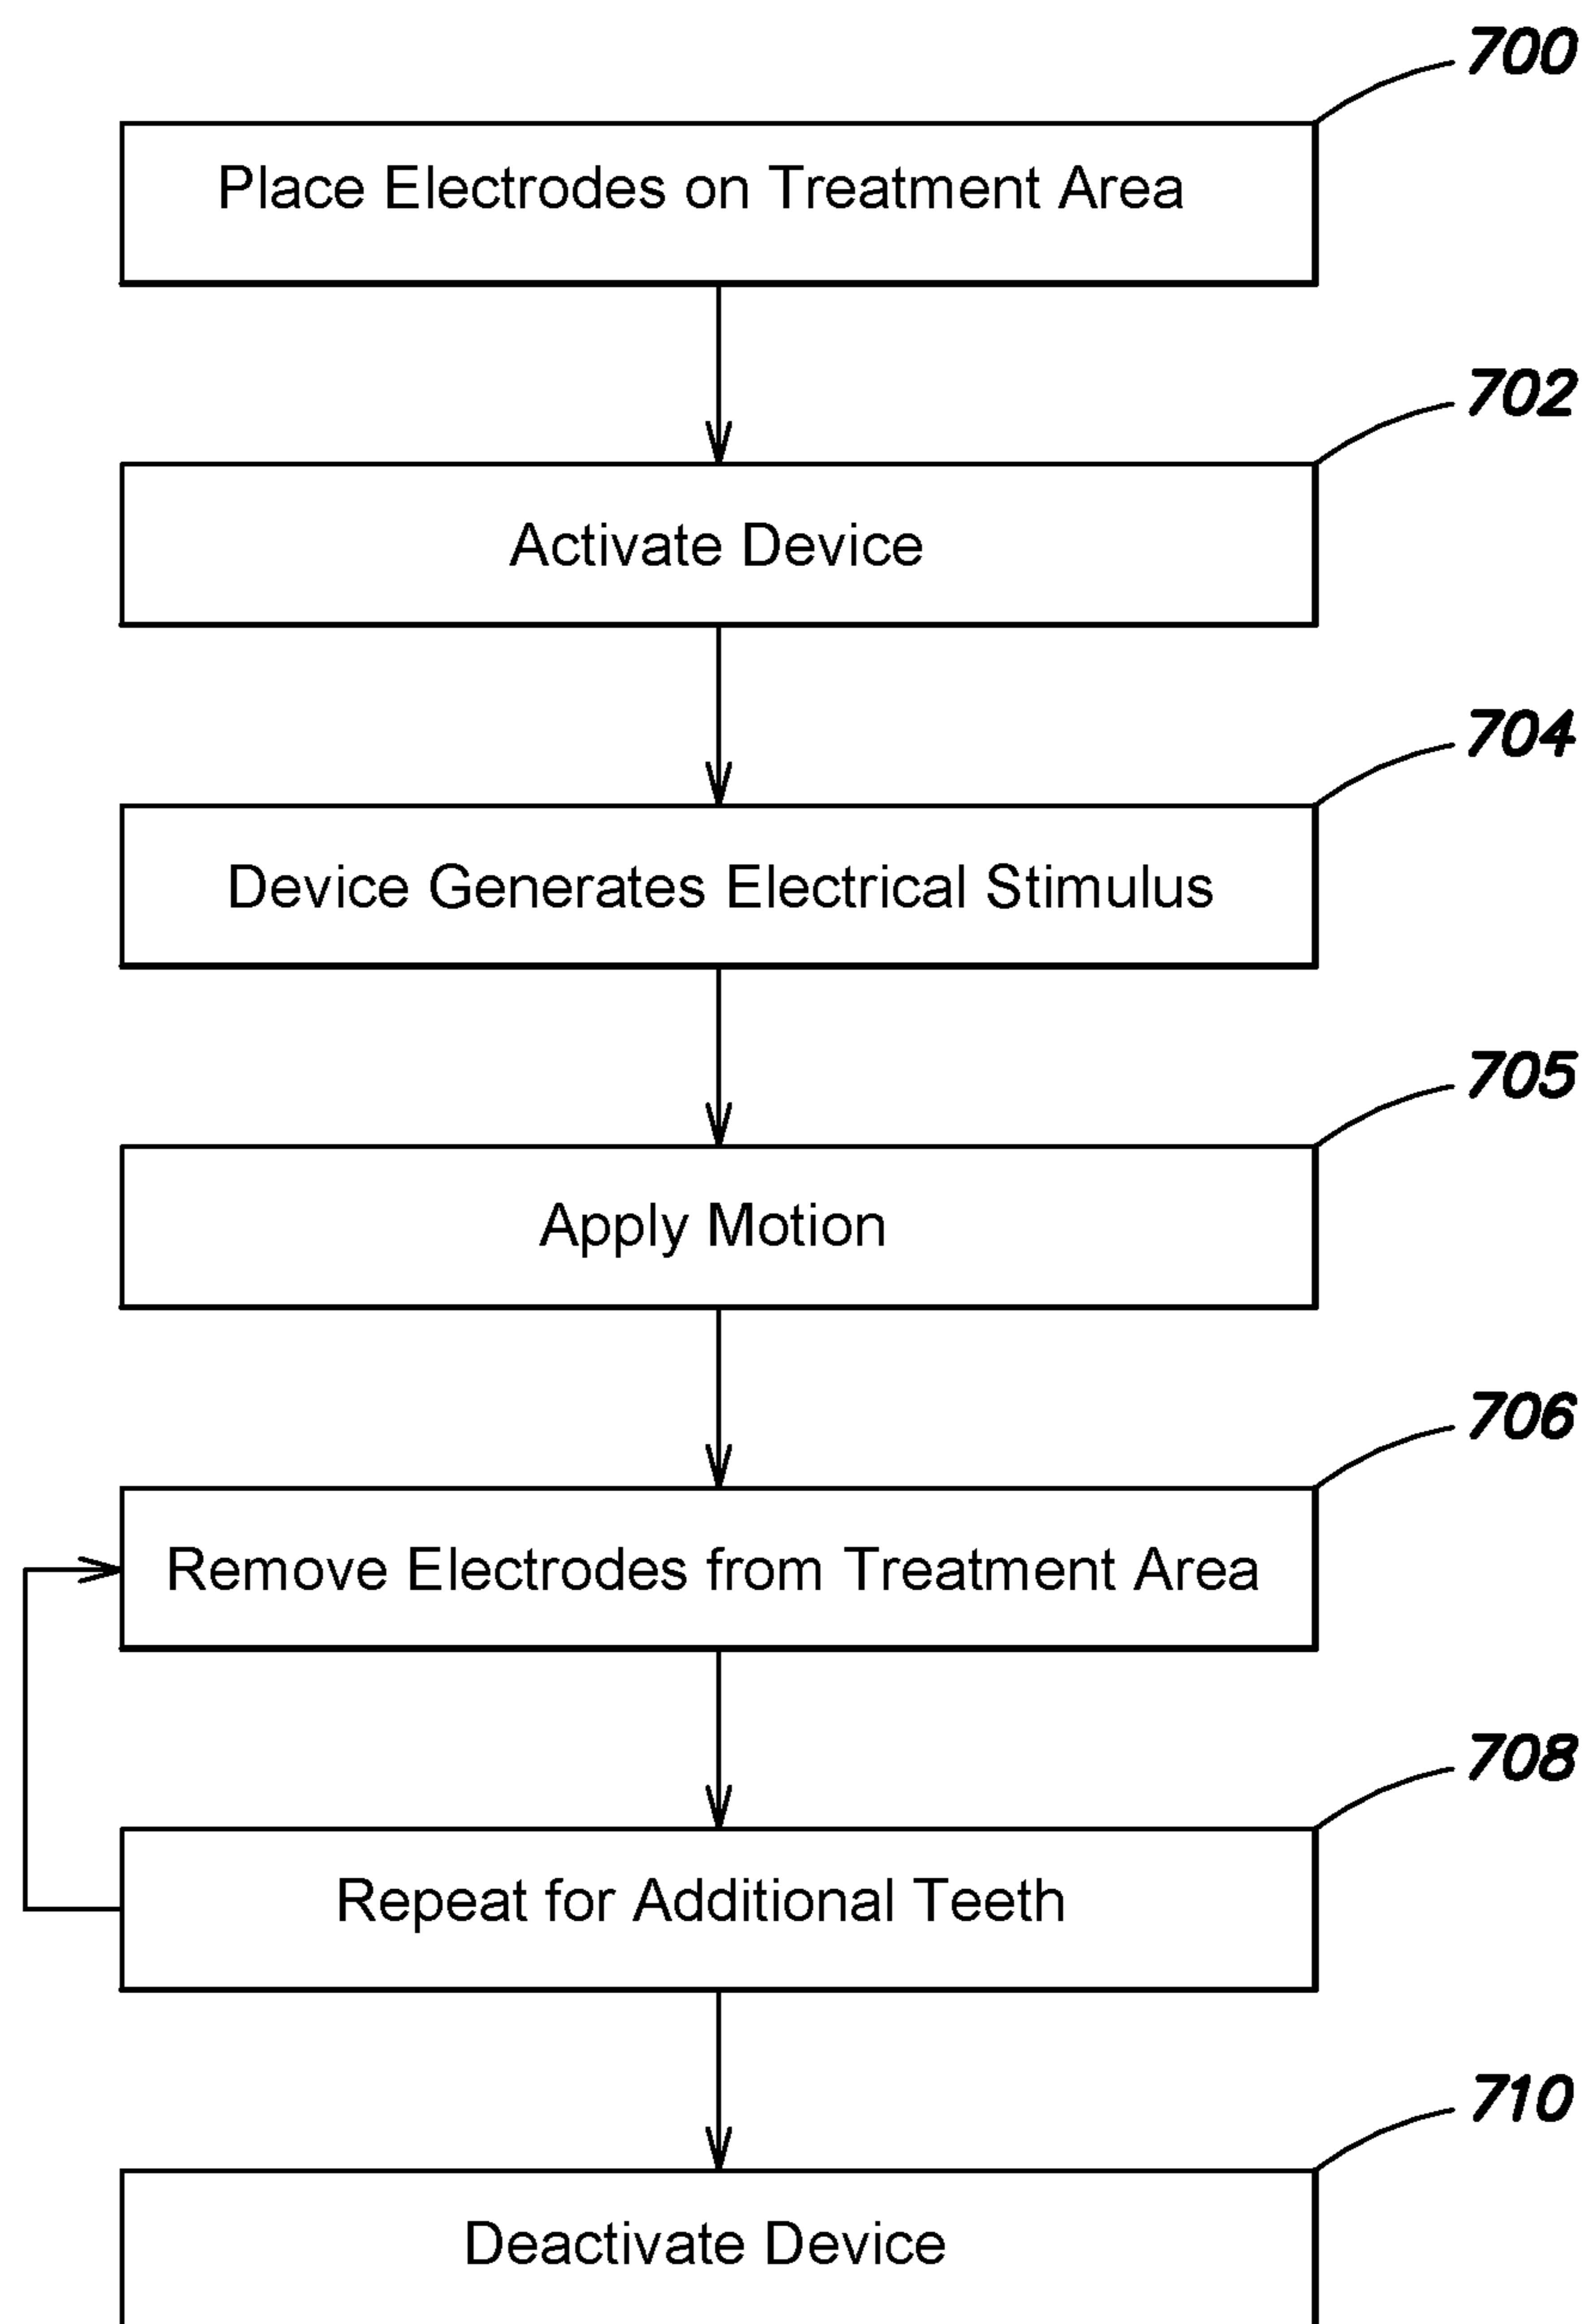 700
Place Electrodes on Treatment Area
702
Activate Device
704
Device Generates Electrical Stimulus
705
Apply Motion
706
Remove Electrodes from Treatment Area
708
Repeat for Additional Teeth
710
Deactivate Device